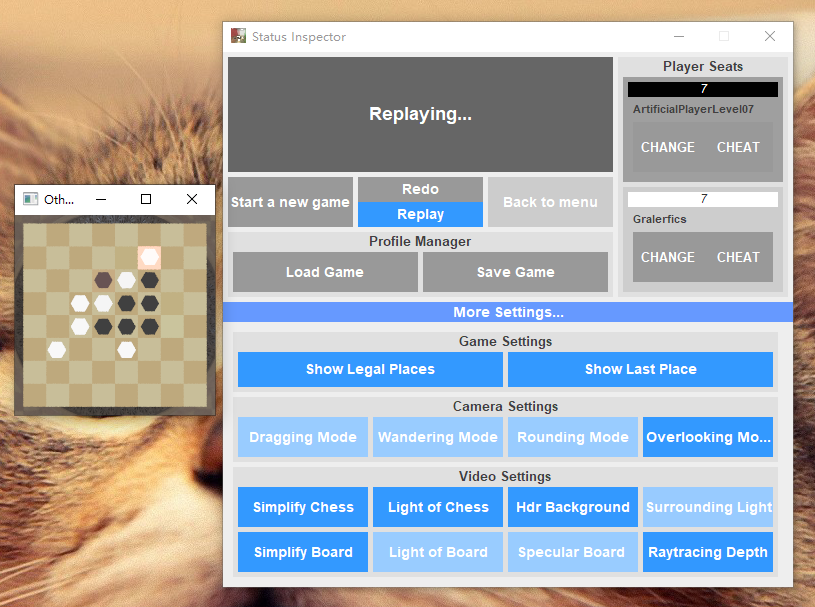 Status Inspector
Replaying...
Player Seats
7
ArtificialPlayerLevel07
CHANGE CHEAT
7
Gralerfics
CHANGE CHEAT
Oth...
Start a new game
Redo
Replay
Back to menu
Profile Manager
Load Game Save Game
More Settings...
Game Settings
Show Legal Places Show Last Place
Camera Settings
Dragging Mode Wandering Mode Rounding Mode Overlooking Mo...
Video Settings
Simplify Chess Light of Chess Hdr Background Surrounding Light
Simplify Board Light of Board Specular Board Raytracing Depth